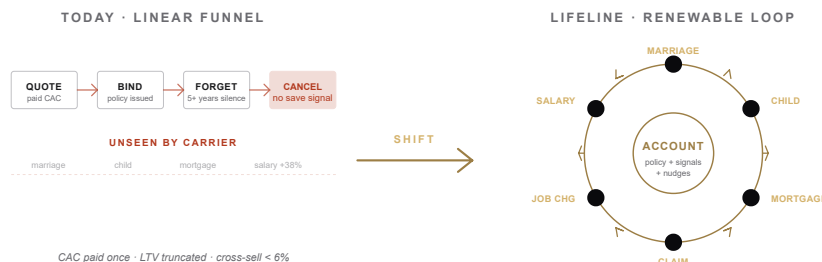 TODAY · LINEAR FUNNEL
QUOTE
paid CAC
BIND
policy issued
FORGET
5+ years silence
CANCEL
no save signal
UNSEEN BY CARRIER
marriage
child
mortgage
salary +38%
CAC paid once · LTV truncated · cross-sell < 6%
SHIFT
LIFELINE · RENEWABLE LOOP
MARRIAGE
SALARY
CHILD
ACCOUNT
policy + signals
+ nudges
JOB CHG
MORTGAG
CLAIM